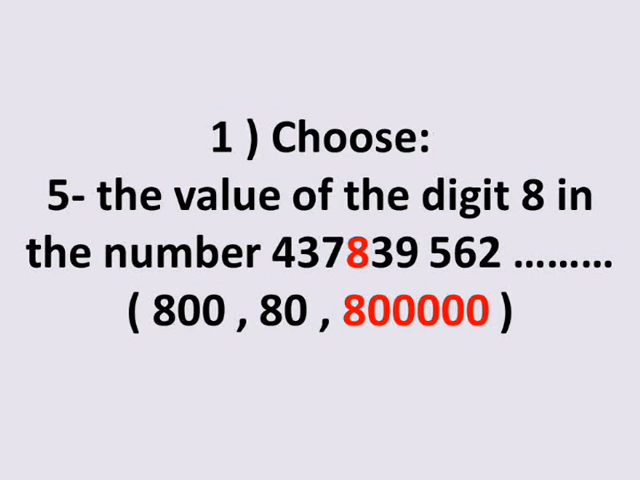 1 ) Choose:
5- the value of the digit 8 in
the number 437839 562 .........
( 800 , 80 , 800000 )